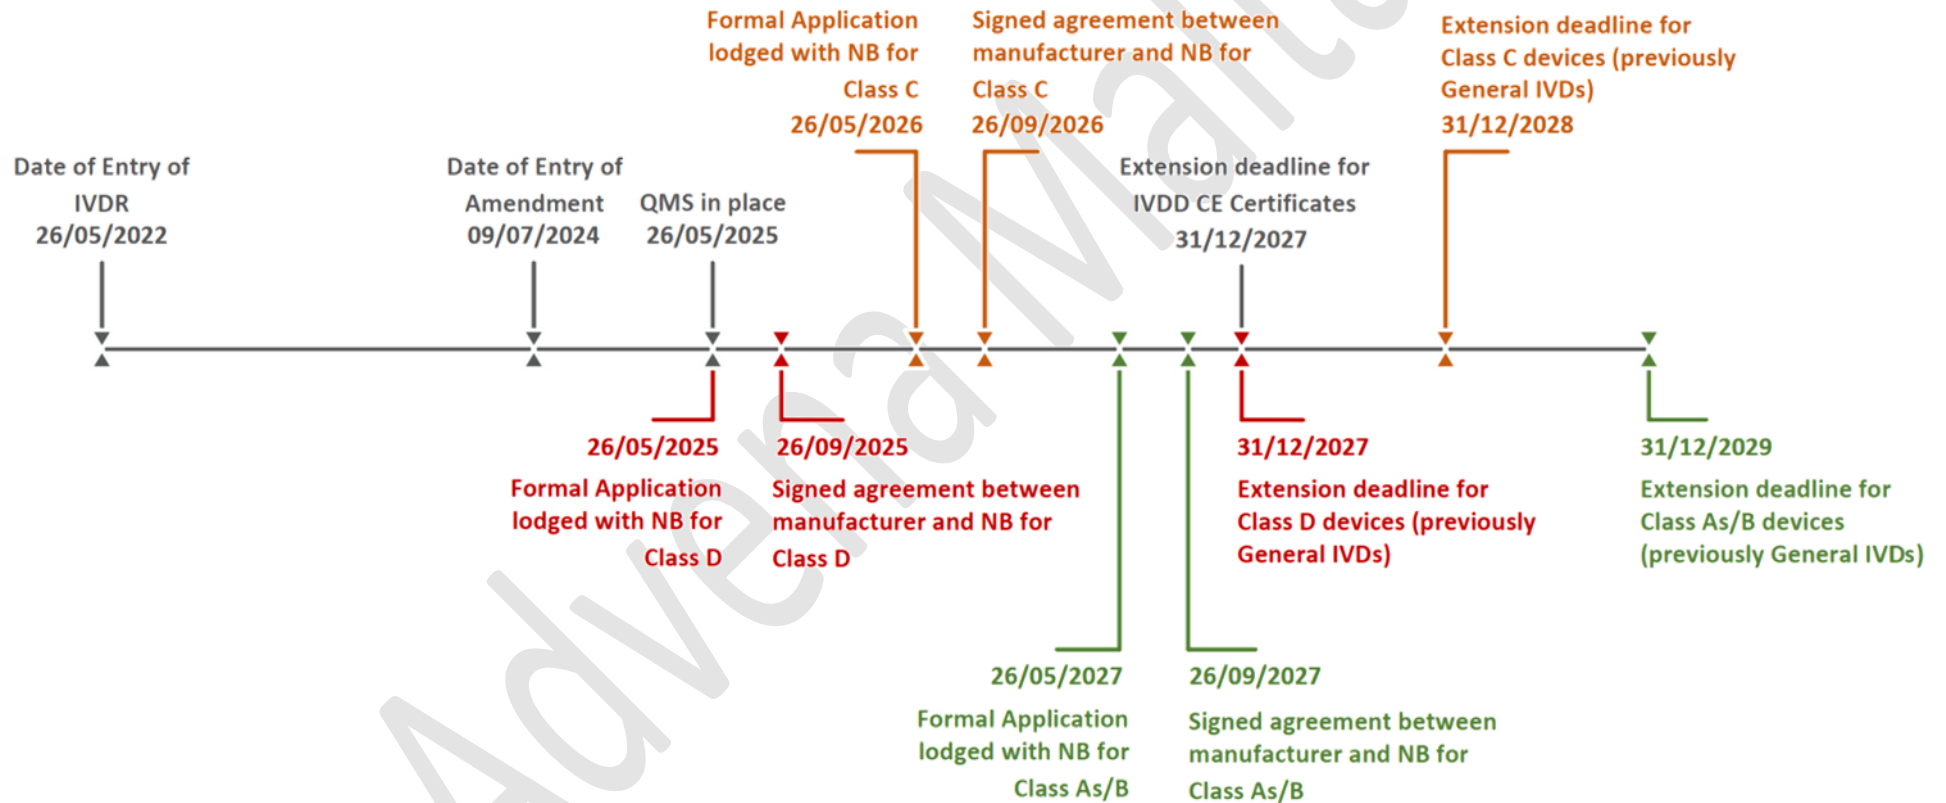 Formal Application
lodged with NB for
Class C
26/05/2026
Signed agreement between
manufacturer and NB for
Class C
26/09/2026
Extension deadline for
Class C devices (previously
General IVDs)
31/12/2028
Date of Entry of
IVDR
26/05/2022
Date of Entry of
Amendment
09/07/2024
QMS in place
26/05/2025
Extension deadline for
IVDD CE Certificates
31/12/2027
26/05/2025
Formal Application
lodged with NB for
Class D
26/09/2025
Signed agreement between
manufacturer and NB for
Class D
31/12/2027
Extension deadline for
Class D devices (previously
General IVDs)
31/12/2029
Extension deadline for
Class As/B devices
(previously General IVDs)
26/05/2027
Formal Application
lodged with NB for
Class As/B
26/09/2027
Signed agreement between
manufacturer and NB for
Class As/B
Advena Malta